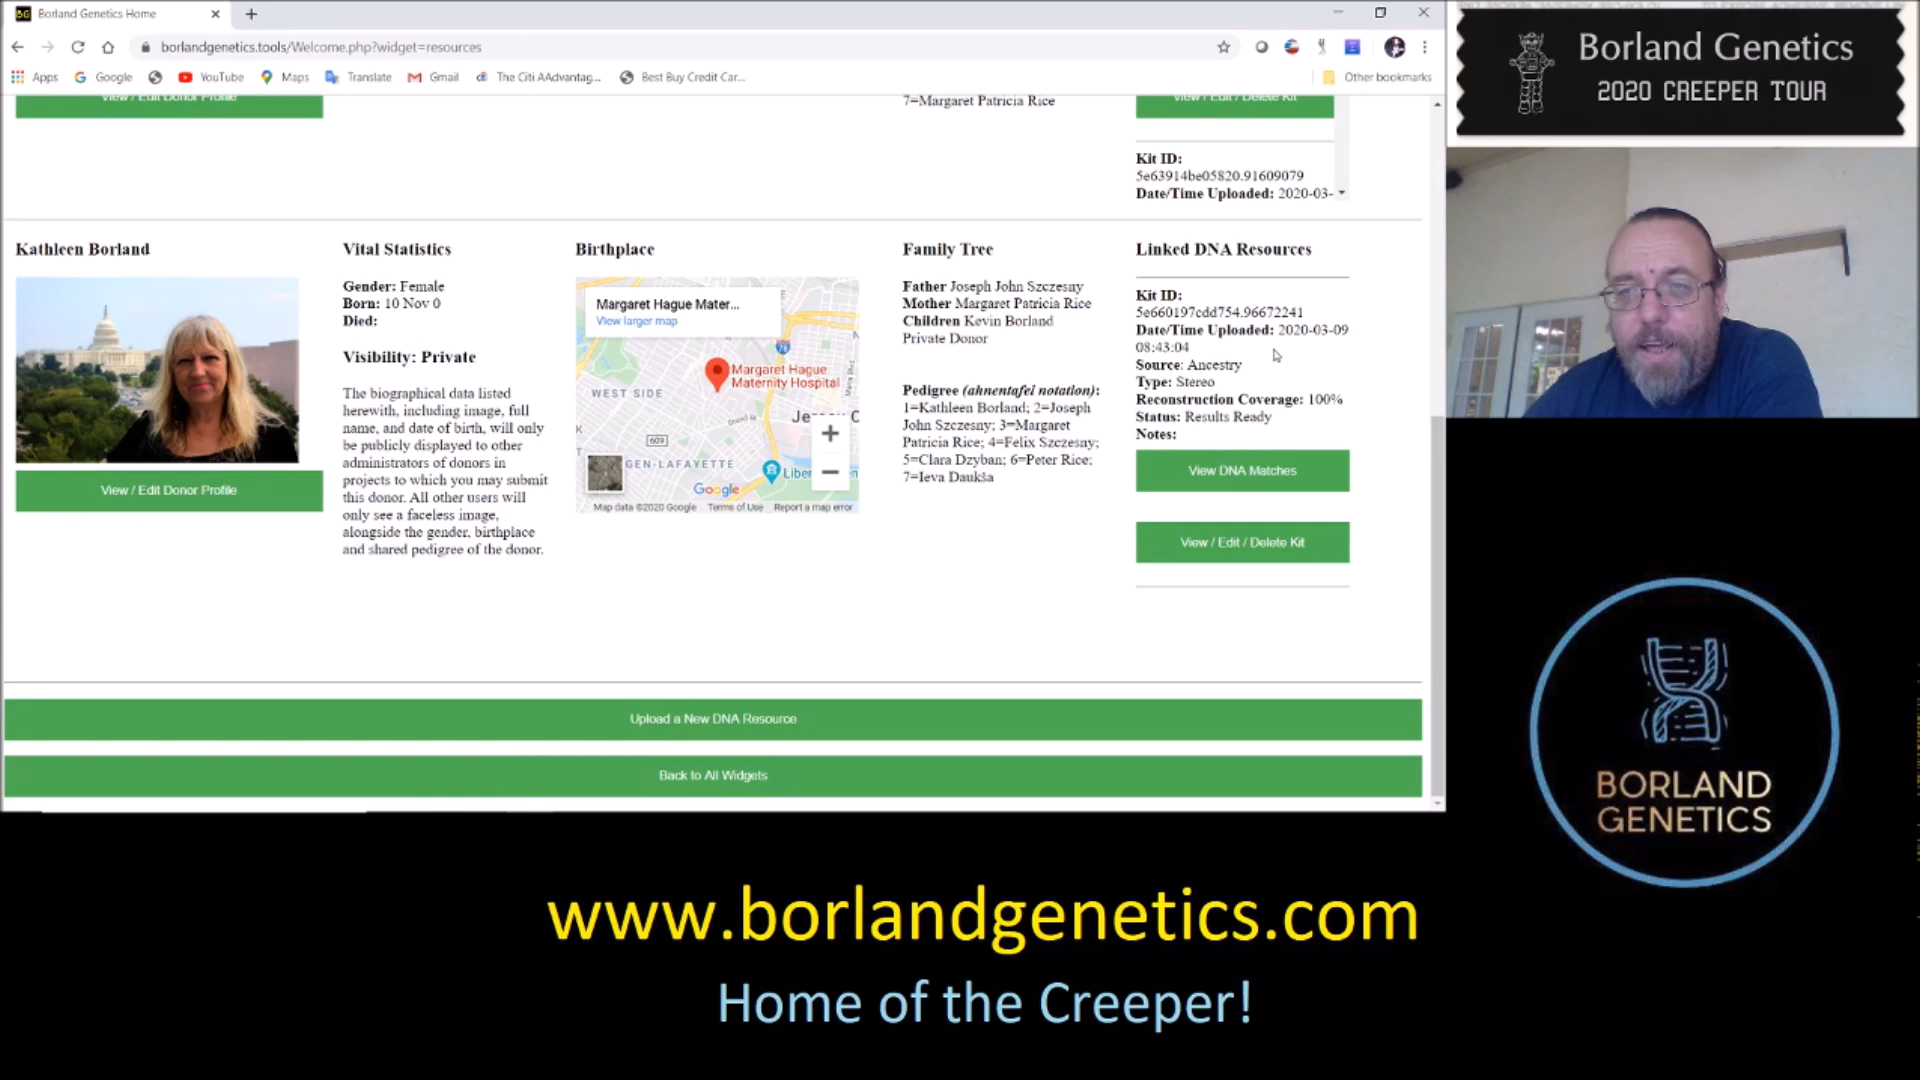 Borland Genetics Home
borlandgenetics.tools/Welcome.php?widget=resources
Apps
Google
YouTube
Maps
Translate
Gmail
The Citi AAdvantag...
Best Buy Credit Car...
Other bookmarks
View / Edit Donor Profile
7=Margaret Patricia Rice
View / Edit / Delete Kit
Kit ID:
5e63914be05820.91609079
Date/Time Uploaded: 2020-03-
Kathleen Borland
View / Edit Donor Profile
Vital Statistics
Gender: Female
Born: 10 Nov 0
Died:
Visibility: Private
The biographical data listed
herewith, including image, full
name, and date of birth, will only
be publicly displayed to other
administrators of donors in
projects to which you may submit
this donor. All other users will
only see a faceless image,
alongside the gender, birthplace
and shared pedigree of the donor.
Birthplace
Margaret Hague Mater...
View larger map
Margaret Hague
Maternity Hospital
WEST SIDE
609
GEN-LAFAYETTE
Google
Map data ©2020 Google
Terms of Use
Report a map error
Family Tree
Father Joseph John Szczesny
Mother Margaret Patricia Rice
Children Kevin Borland
Private Donor
Pedigree (ahnentafel notation):
1=Kathleen Borland; 2=Joseph
John Szczesny; 3=Margaret
Patricia Rice; 4=Felix Szczesny;
5=Clara Dzyban; 6=Peter Rice;
7=Ieva Daukša
Linked DNA Resources
Kit ID:
5e660197cdd754.96672241
Date/Time Uploaded: 2020-03-09
08:43:04
Source: Ancestry
Type: Stereo
Reconstruction Coverage: 100%
Status: Results Ready
Notes:
View DNA Matches
View / Edit / Delete Kit
Upload a New DNA Resource
Back to All Widgets
Borland Genetics
2020 CREEPER TOUR
BORLAND
GENETICS
www.borlandgenetics.com
Home of the Creeper!